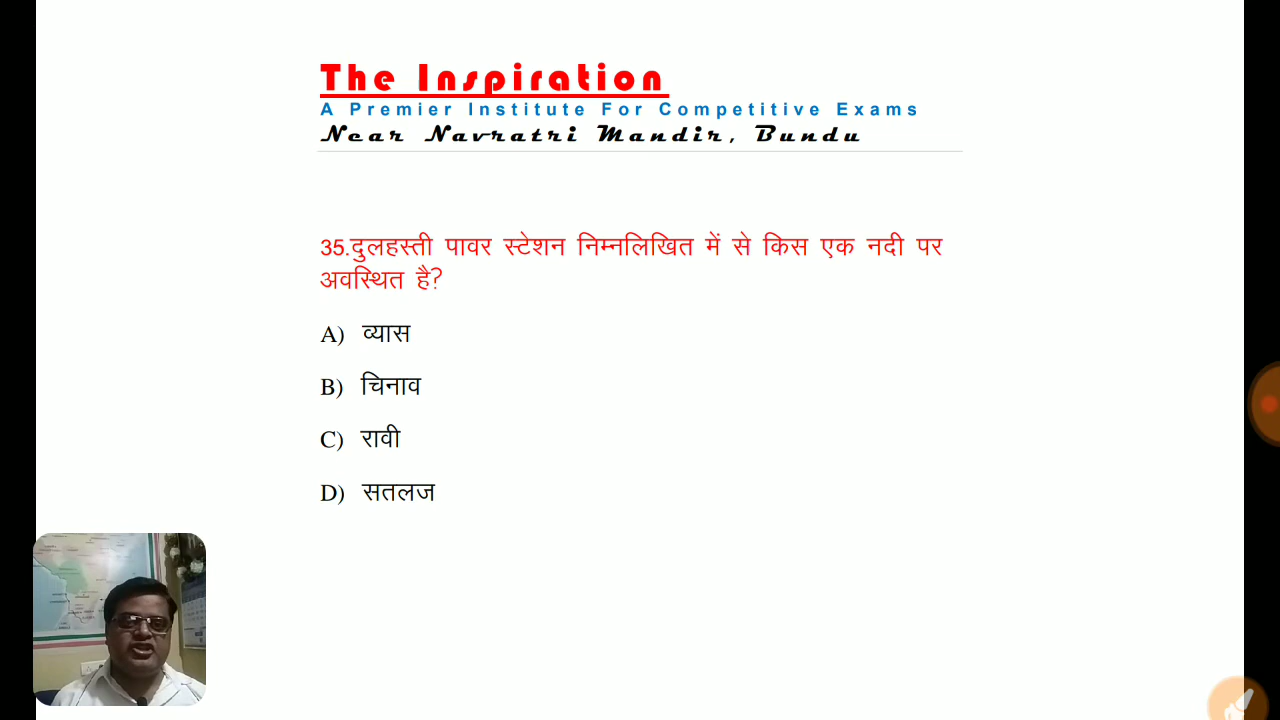 The Inspiration
A Premier Institute For Competitive Exams
Near Navratri Mandir, Bundu
35.दुलहस्ती पावर स्टेशन निम्नलिखित में से किस एक नदी पर
अवस्थित है?
A) व्यास
B) चिनाव
C) रावी
D) सतलज